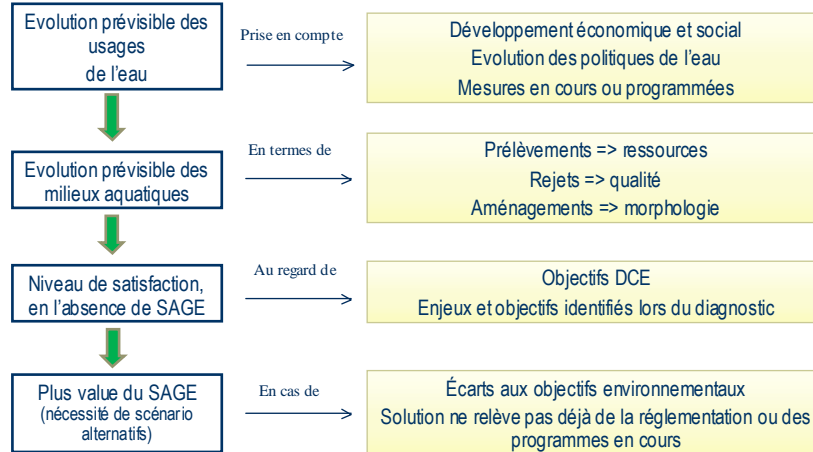 Evolution prévisible des
usages
de l'eau
Prise en compte
Développement économique et social
Evolution des politiques de l'eau
Mesures en cours ou programmées
Evolution prévisible des
milieux aquatiques
En termes de
Prélèvements => ressources
Rejets => qualité
Aménagements => morphologie
Niveau de satisfaction,
en l'absence de SAGE
Au regard de
Objectifs DCE
Enjeux et objectifs identifiés lors du diagnostic
Plus value du SAGE
(nécessité de scénario
alternatifs)
En cas de
Écarts aux objectifs environnementaux
Solution ne relève pas déjà de la réglementation ou des
programmes en cours